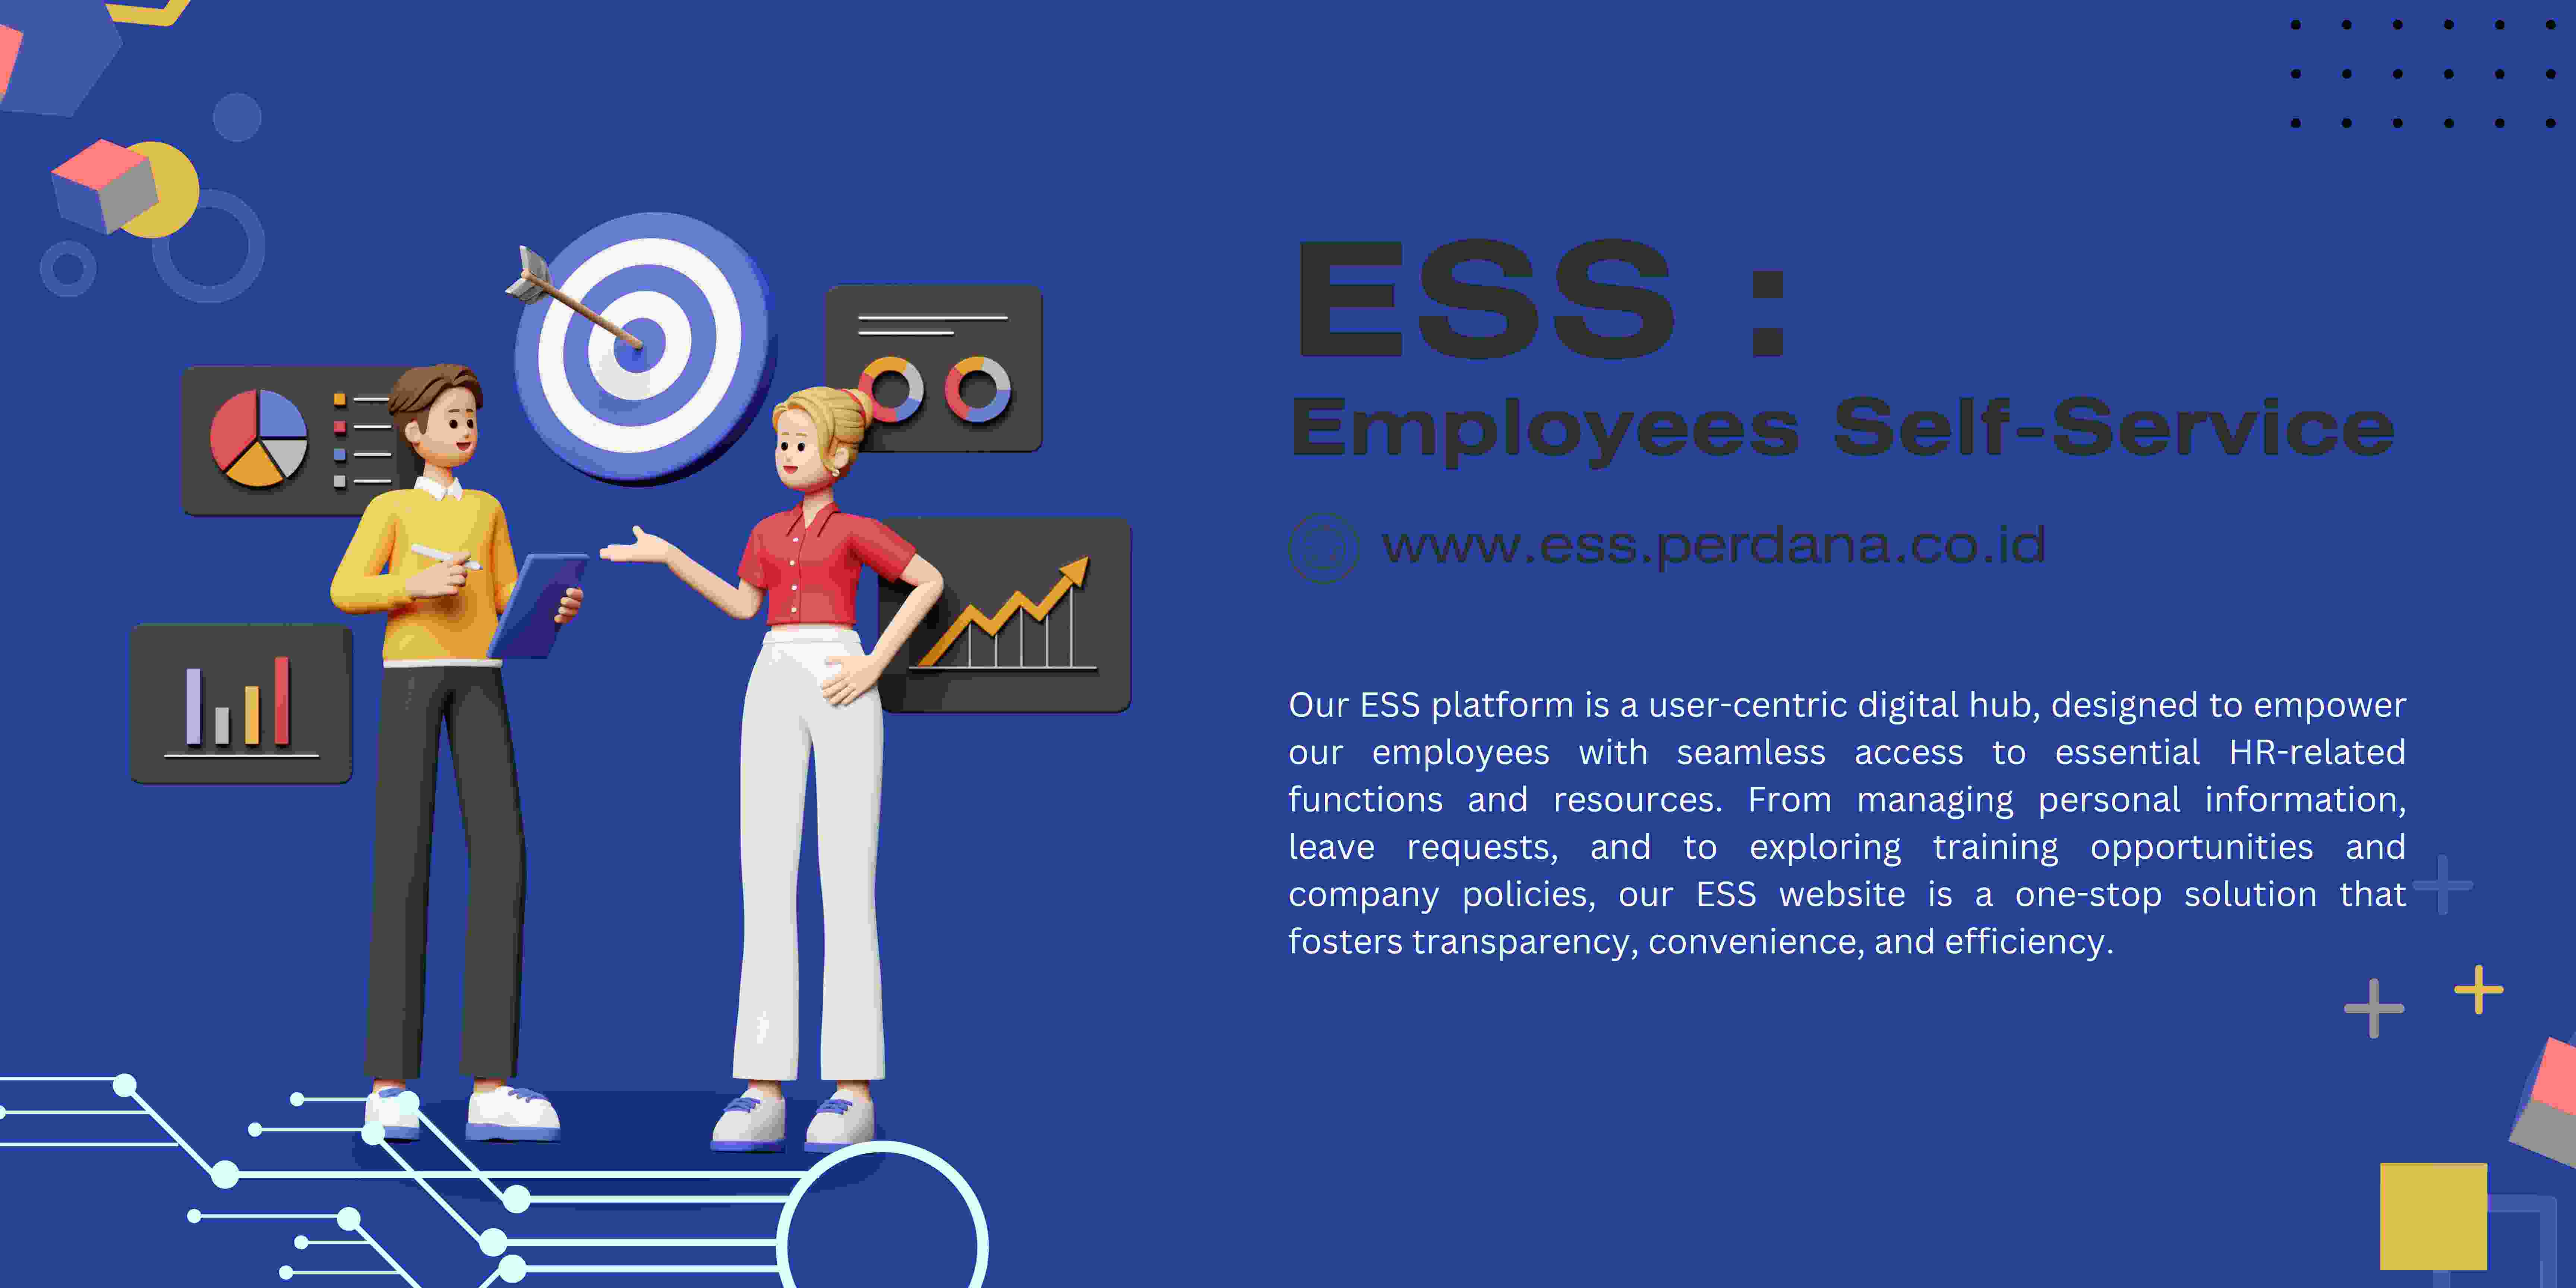 ESS :
Employees Self-Service
www.ess.perdana.co.id
Our ESS platform is a user-centric digital hub, designed to empower
our employees with seamless access to essential HR-related
functions and resources. From managing personal information,
leave requests, and to exploring training opportunities and
company policies, our ESS website is a one-stop solution that
fosters transparency, convenience, and efficiency.